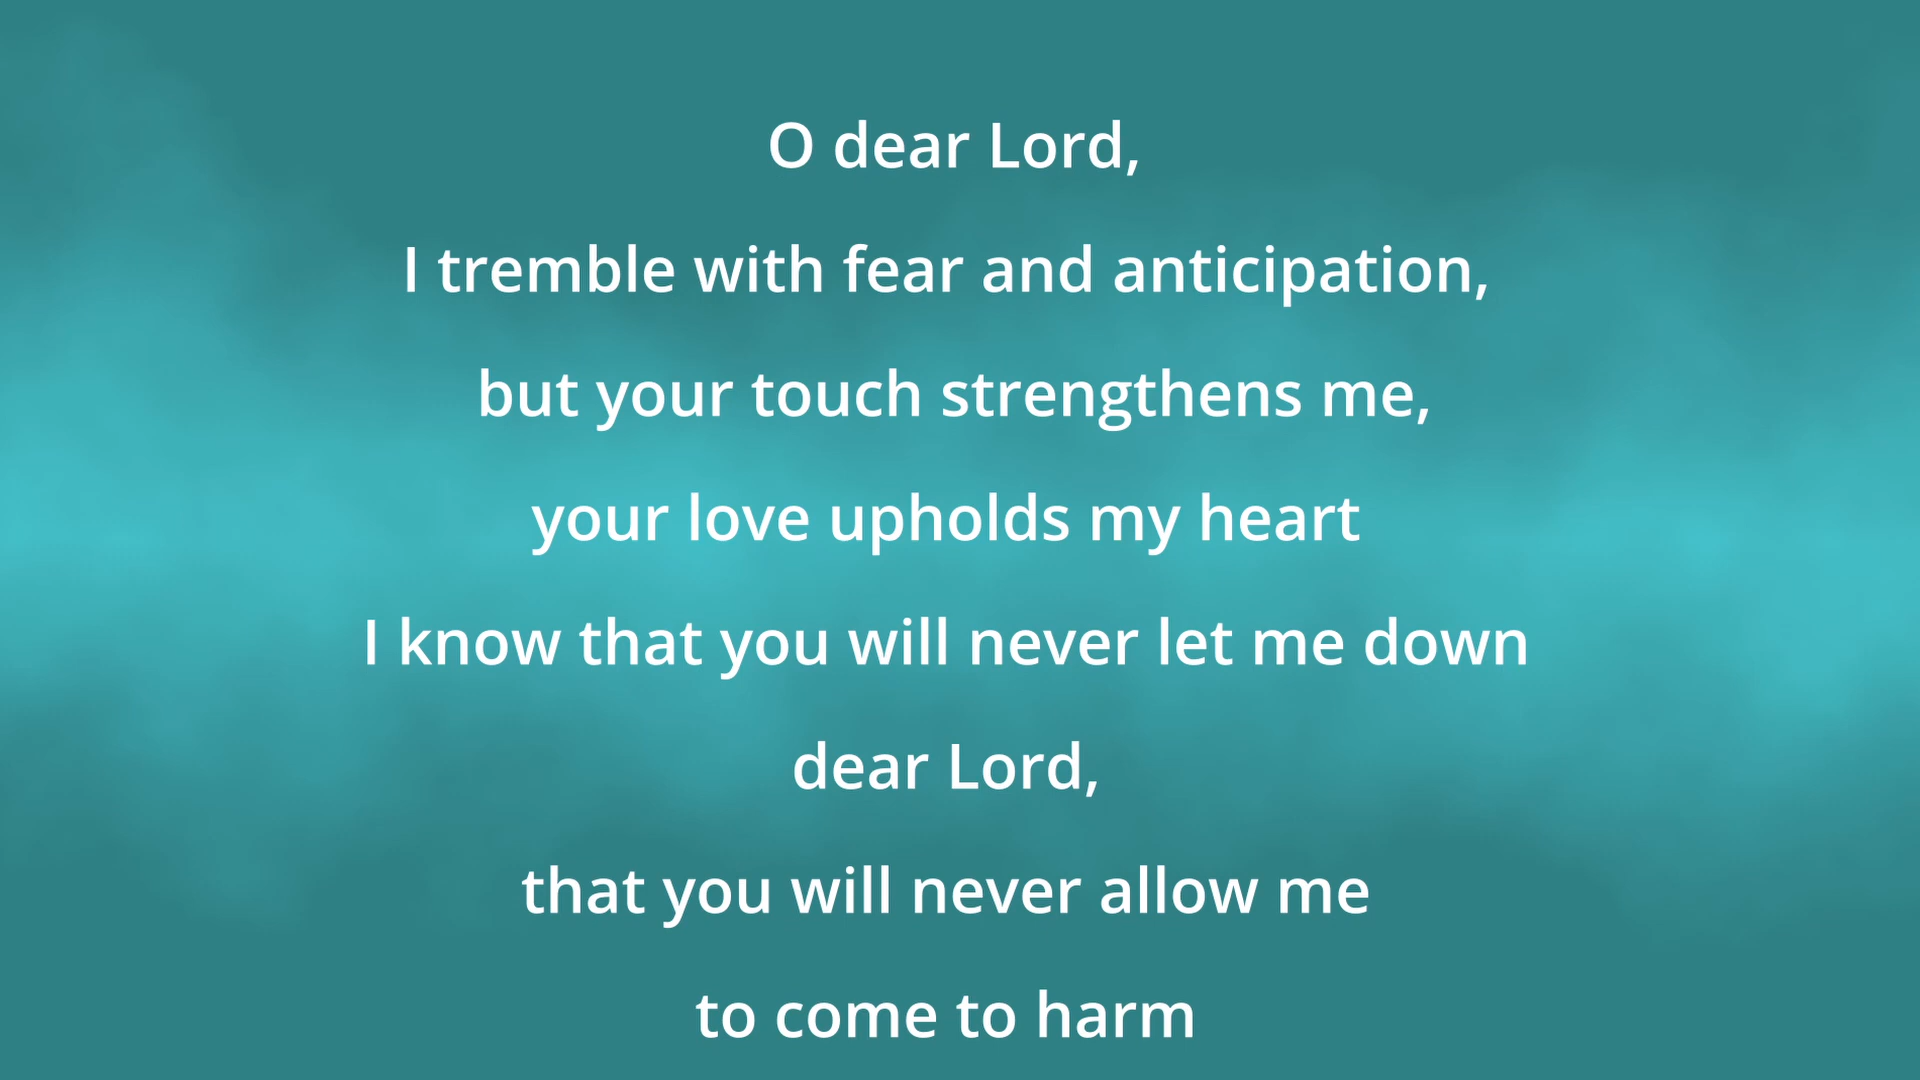 O dear Lord,
I tremble with fear and anticipation,
but your touch strengthens me,
your love upholds my heart
I know that you will never let me down
dear Lord,
that you will never allow me
to come to harm